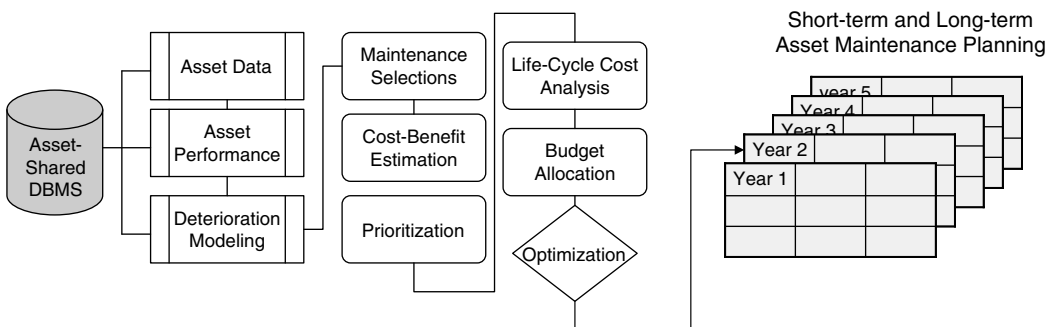 Asset-
Shared
DBMS
Asset Data
Asset
Performance
Deterioration
Modeling
Maintenance
Selections
Cost-Benefit
Estimation
Prioritization
Life-Cycle Cost
Analysis
Budget
Allocation
Optimization
Short-term and Long-term
Asset Maintenance Planning
year 5
Year 4
Year 3
Year 2
Year 1